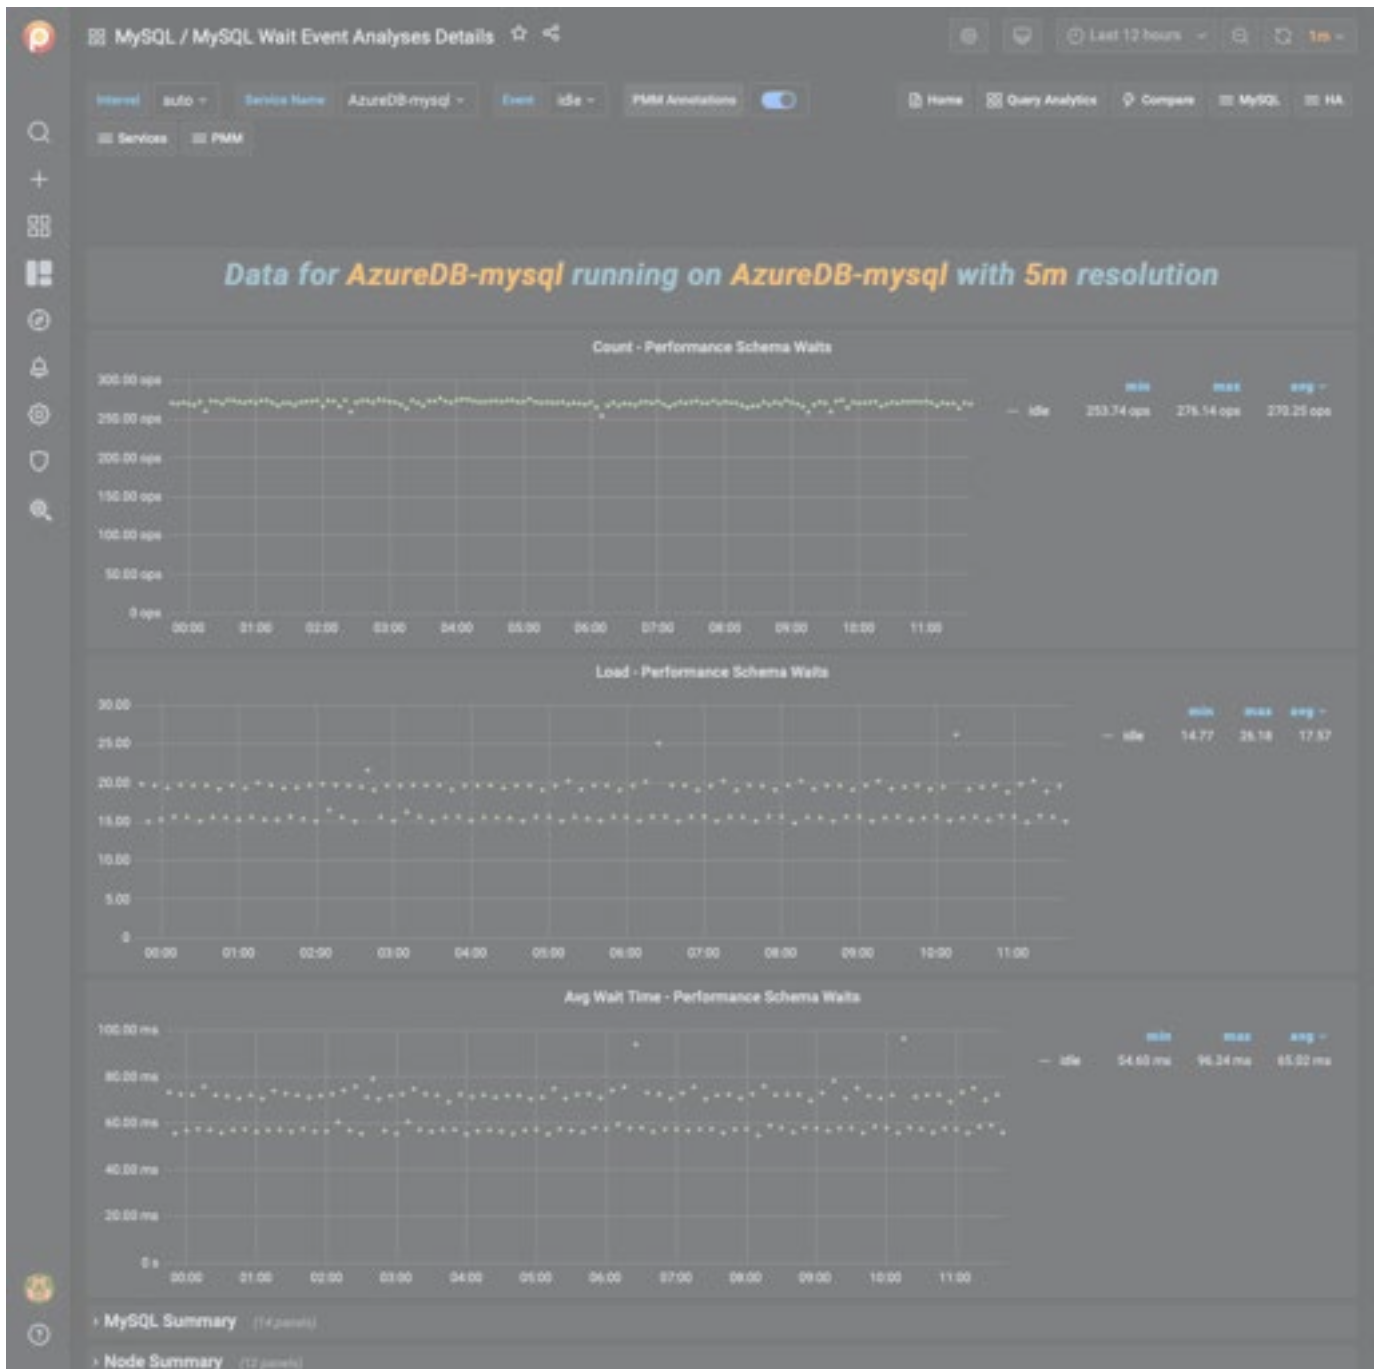 MySQL / MySQL Wait Event Analyses Details
Last 12 hours 1m
Interval auto Service Name AzureDB-mysql Event idle PMM Annotations Home Query Analytics Compare MySQL HA
Services PMM
Data for AzureDB-mysql running on AzureDB-mysql with 5m resolution
Count - Performance Schema Waits
min max avg
idle 253.74 ops 276.14 ops 270.25 ops
300.00 ops
250.00 ops
200.00 ops
150.00 ops
100.00 ops
50.00 ops
0 ops
00:00 01:00 02:00 03:00 04:00 05:00 06:00 07:00 08:00 09:00 10:00 11:00
Load - Performance Schema Waits
min max avg
idle 14.77 26.18 17.57
30.00
25.00
20.00
15.00
10.00
5.00
0
00:00 01:00 02:00 03:00 04:00 05:00 06:00 07:00 08:00 09:00 10:00 11:00
Avg Wait Time - Performance Schema Waits
min max avg
idle 54.60 ms 96.24 ms 65.02 ms
100.00 ms
80.00 ms
60.00 ms
40.00 ms
20.00 ms
0 s
00:00 01:00 02:00 03:00 04:00 05:00 06:00 07:00 08:00 09:00 10:00 11:00
MySQL Summary (14 panels)
Node Summary (12 panels)